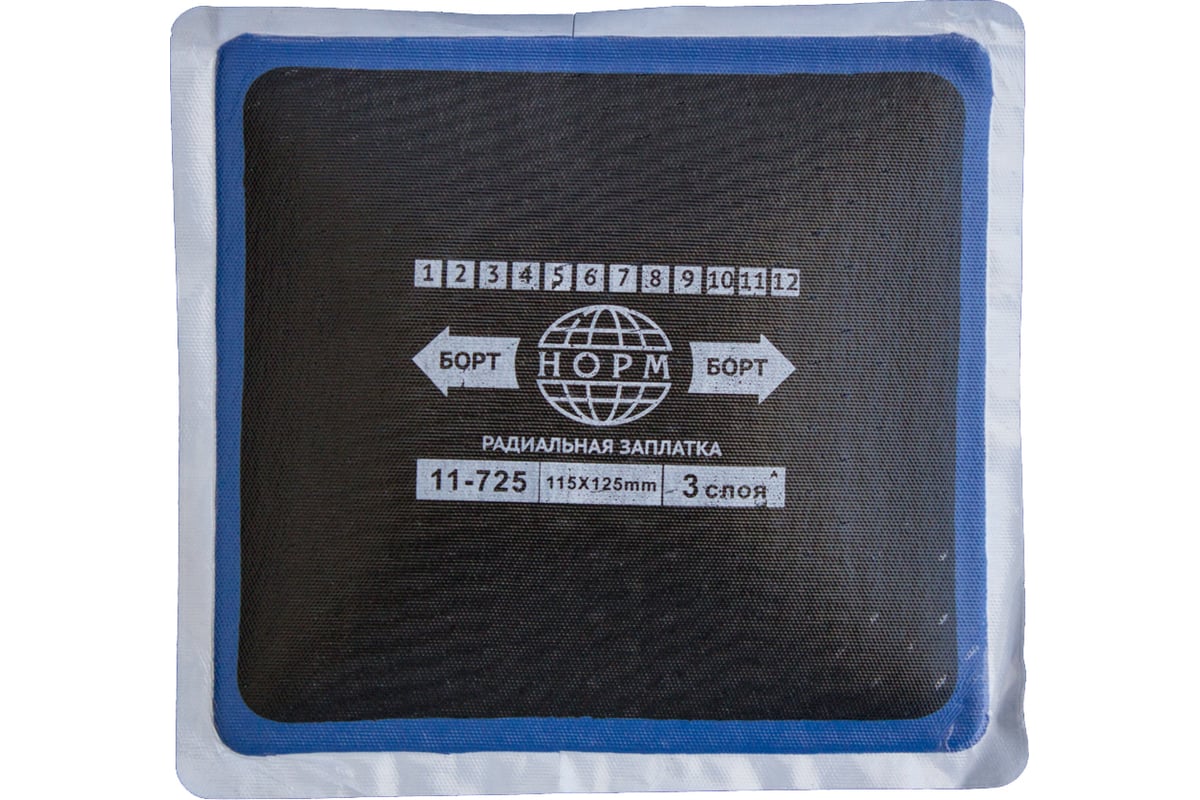 1 2 3 4 5 6 7 8 9 10 11 12
БОРТ НОРМ БОРТ
РАДИАЛЬНАЯ ЗАПЛАТКА
11-725 115X125mm 3 слоя А